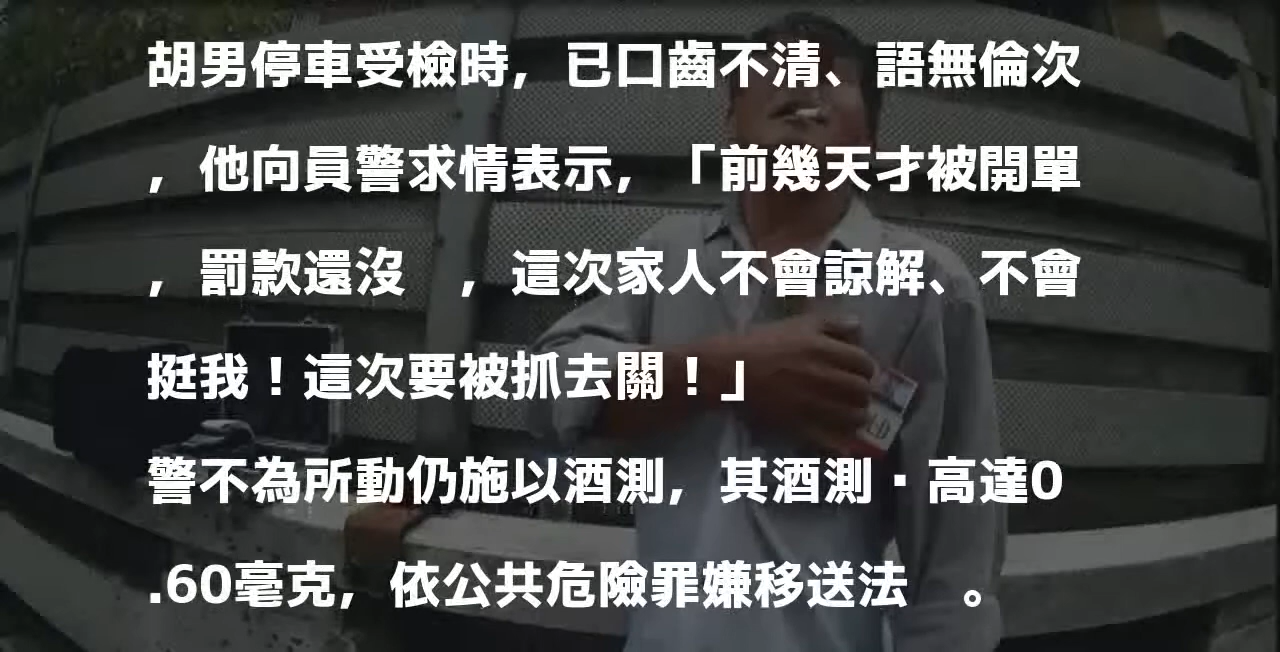 胡男停車受檢時，已口齒不清、語無倫次
，他向員警求情表示，「前幾天才被開單
，罰款還沒　，這次家人不會諒解、不會
挺我！這次要被抓去關！」
警不為所動仍施以酒測，其酒測·高達0
.60毫克，依公共危險罪嫌移送法　。
LD